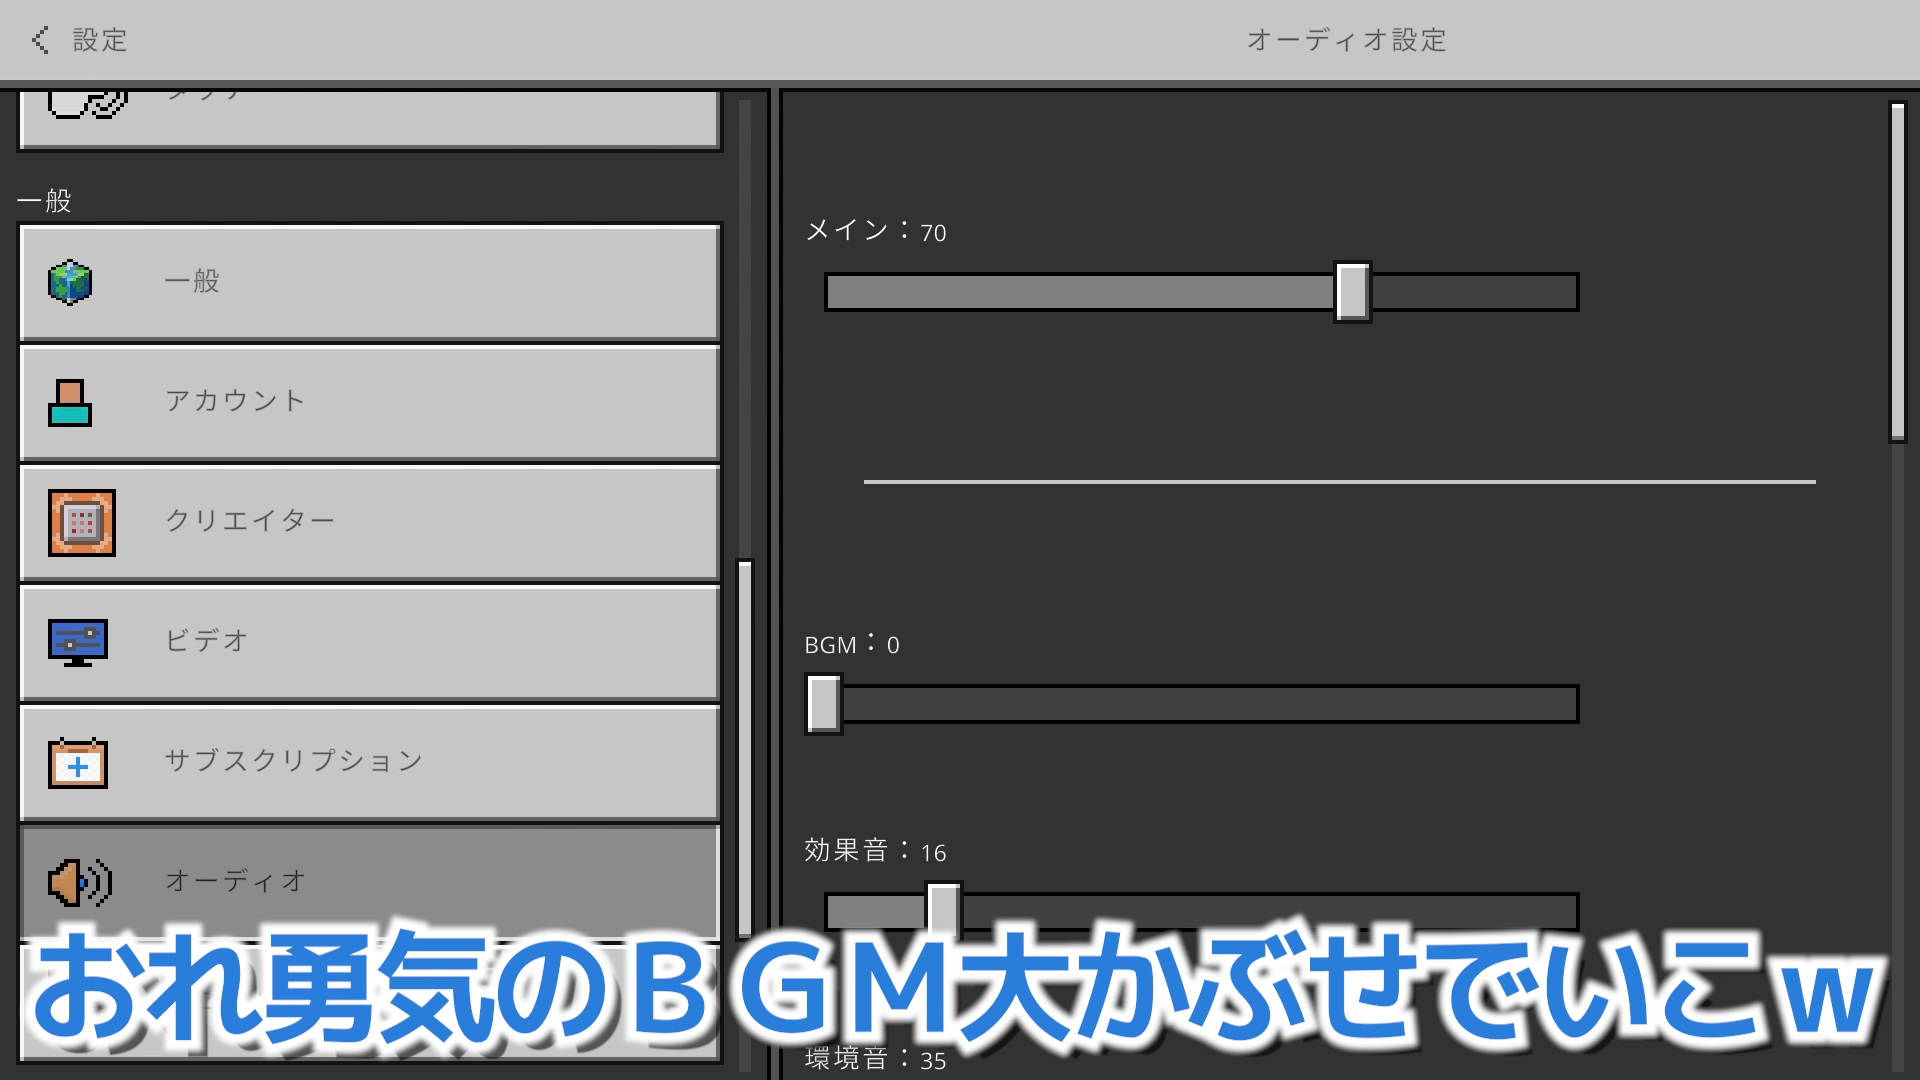 設定
オーディオ設定
一般
一般
アカウント
クリエイター
ビデオ
サブスクリプション
オーディオ
メイン：70
BGM：0
効果音：16
環境音：35
おれ勇気のＢＧＭ大かぶせでいこｗ